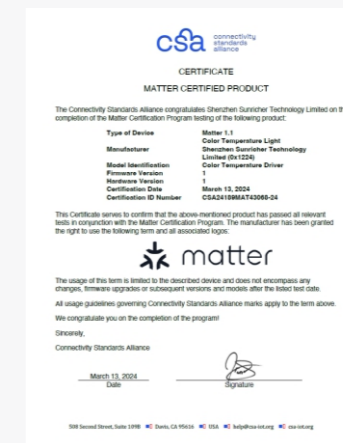 csa connectivity
standards
alliance
CERTIFICATE
MATTER CERTIFIED PRODUCT
The Connectivity Standards Alliance congratulates Shenzhen Sunricher Technology Limited on th
completion of the Matter Certification Program testing of the following product:
Type of Device Matter 1.1
Color Temperature Light
Manufacturer Shenzhen Sunricher Technology
Limited (0x1224)
Model Identification Color Temperature Driver
Firmware Version 1
Hardware Version 1
Certification Date March 13, 2024
Certification ID Number CSA24189MAT43068-24
This Certificate serves to confirm that the above-mentioned product has passed all relevant
tests in conjunction with the Matter Certification Program. The manufacturer has been granted
the right to use the following term and all associated logos:
matter
The usage of this term is limited to the described device and does not encompass any
changes, firmware upgrades or subsequent versions and models after the listed test date.
All usage guidelines governing Connectivity Standards Alliance marks apply to the term above.
We congratulate you on the completion of the program!
Sincerely,
Connectivity Standards Alliance
March 13, 2024
Date Signature
508 Second Street, Suite 109B Davis, CA 95616 USA help@csa-iot.org csa-iot.org